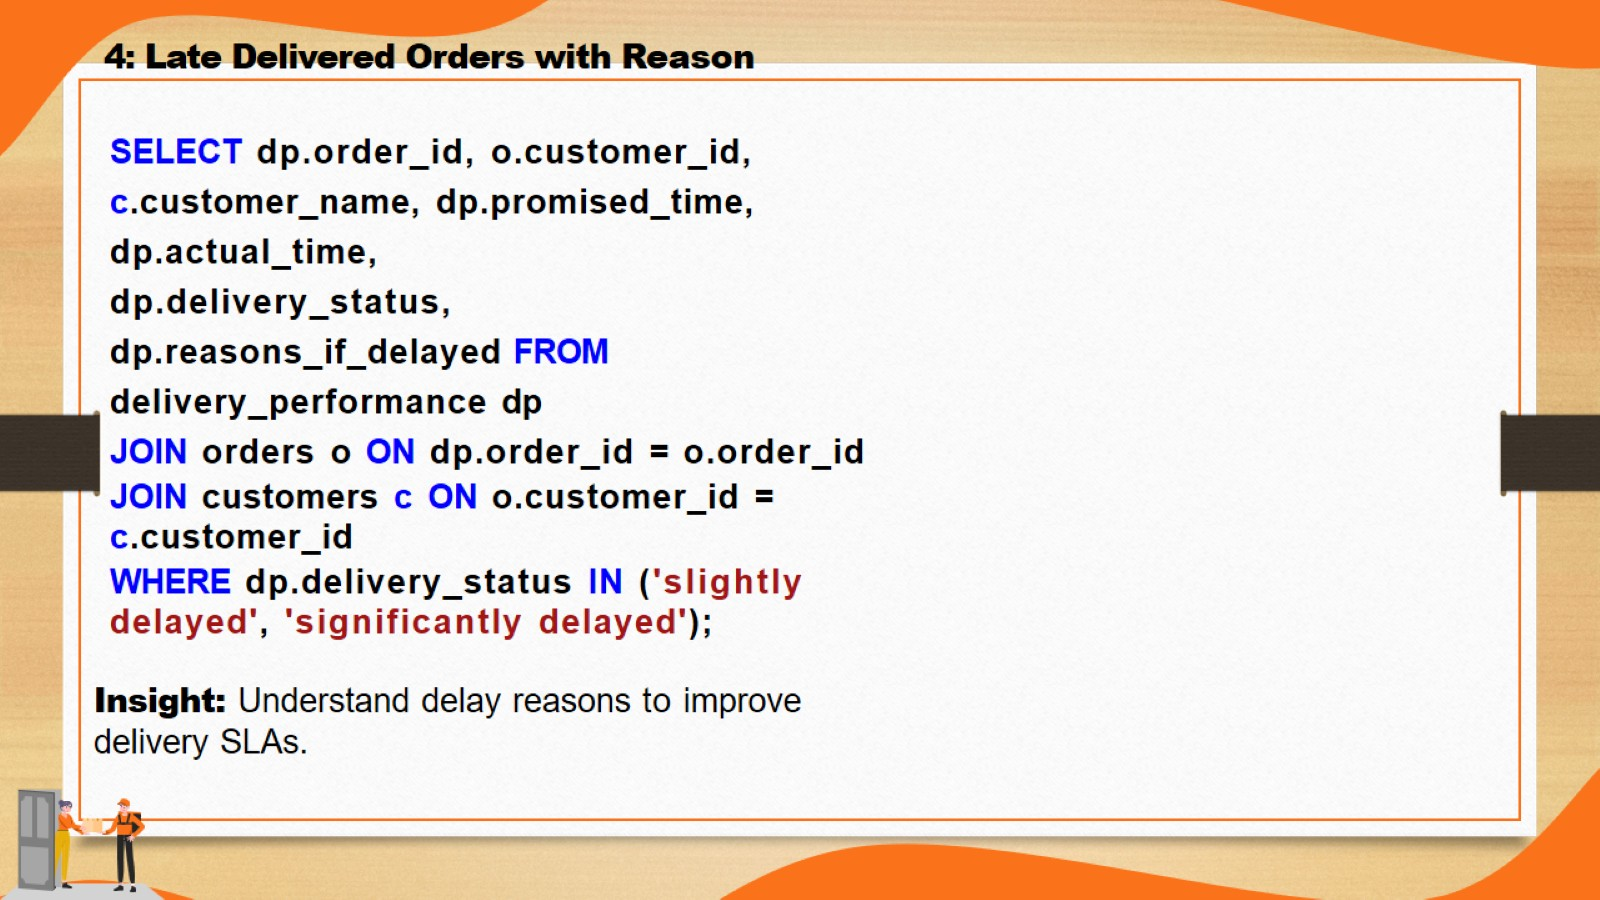 4: Late Delivered Orders with Reason
SELECT dp.order_id, o.customer_id,
c.customer_name, dp.promised_time,
dp.actual_time,
dp.delivery_status,
dp.reasons_if_delayed FROM
delivery_performance dp
JOIN orders o ON dp.order_id = o.order_id
JOIN customers c ON o.customer_id =
c.customer_id
WHERE dp.delivery_status IN ('slightly
delayed', 'significantly delayed');
Insight: Understand delay reasons to improve
delivery SLAs.